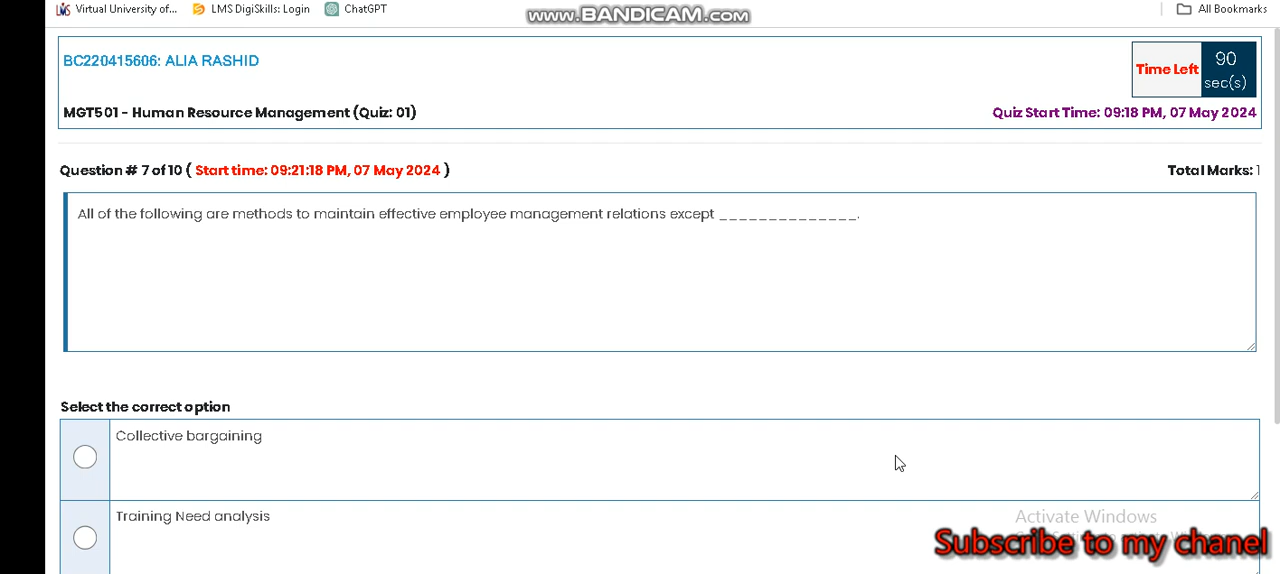 Virtual University of... LMS DigiSkills: Login ChatGPT All Bookmarks
www.BANDICAM.com
BC220415606: ALIA RASHID
Time Left 90 sec(s)
MGT501 - Human Resource Management (Quiz: 01) Quiz Start Time: 09:18 PM, 07 May 2024
Question # 7 of 10 ( Start time: 09:21:18 PM, 07 May 2024 ) Total Marks: 1
All of the following are methods to maintain effective employee management relations except ______________.
Select the correct option
Collective bargaining
Training Need analysis
Activate Windows
Subscribe to my chanel